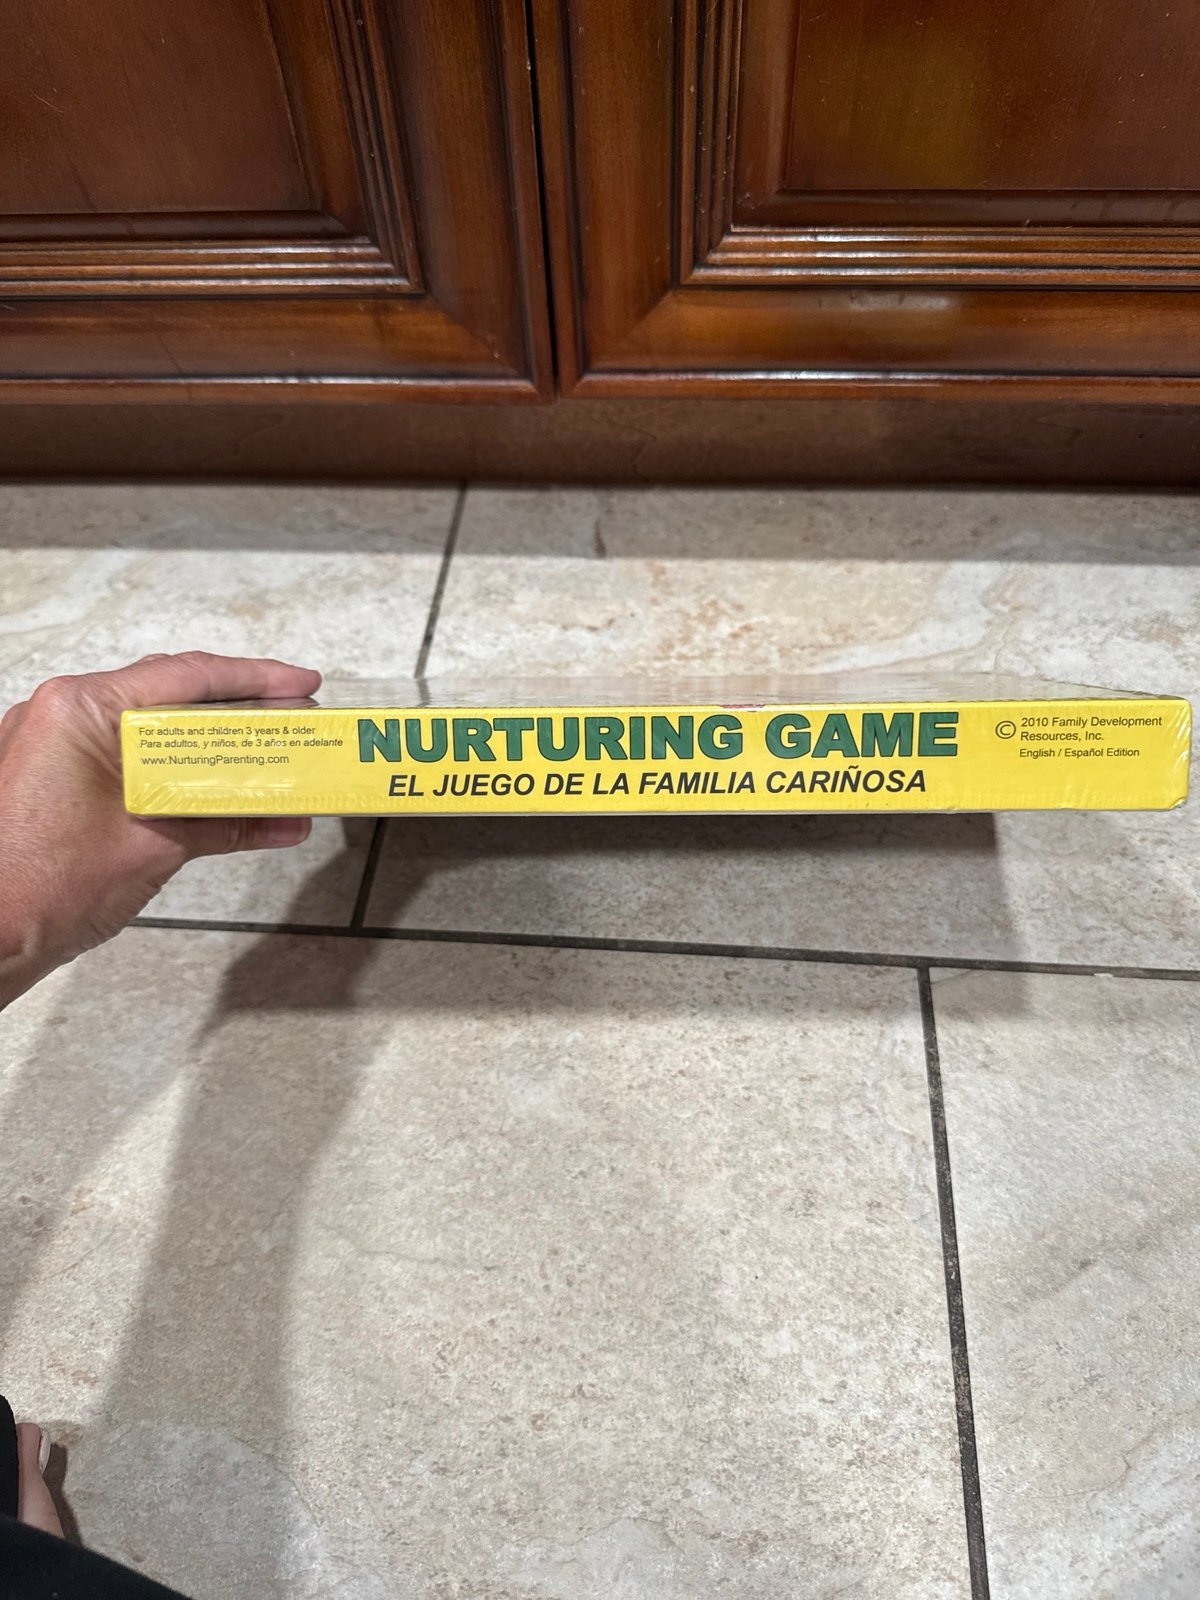 For adults and children 3 years & older
Para adultos, y niños, de 3 años en adelante
www.NurturingParenting.com
NURTURING GAME
EL JUEGO DE LA FAMILIA CARIÑOSA
© 2010 Family Development
Resources, Inc.
English / Español Edition